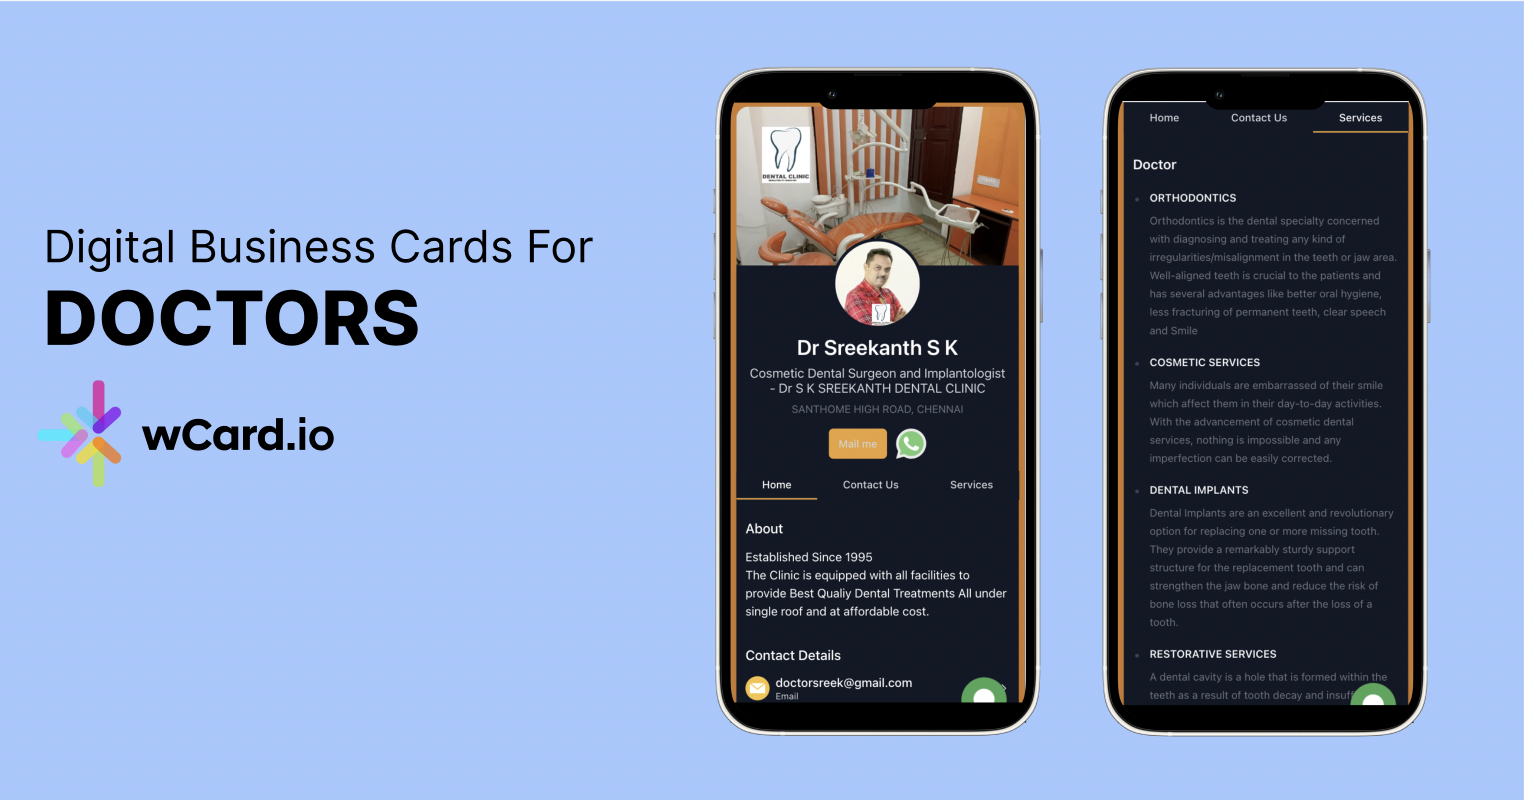 Digital Business Cards For
DOCTORS
wCard.io
DENTAL CLINIC
Dr Sreekanth S K
Cosmetic Dental Surgeon and Implantologist
- Dr S K SREEKANTH DENTAL CLINIC
SANTHOME HIGH ROAD, CHENNAI
Mail me
Home Contact Us Services
About
Established Since 1995
The Clinic is equipped with all facilities to
provide Best Qualiy Dental Treatments All under
single roof and at affordable cost.
Contact Details
doctorsreek@gmail.com
Email
Home Contact Us Services
Doctor
ORTHODONTICS
Orthodontics is the dental specialty concerned
with diagnosing and treating any kind of
irregularities/misalignment in the teeth or jaw area.
Well-aligned teeth is crucial to the patients and
has several advantages like better oral hygiene,
less fracturing of permanent teeth, clear speech
and Smile
COSMETIC SERVICES
Many individuals are embarrassed of their smile
which affect them in their day-to-day activities.
With the advancement of cosmetic dental
services, nothing is impossible and any
imperfection can be easily corrected.
DENTAL IMPLANTS
Dental Implants are an excellent and revolutionary
option for replacing one or more missing tooth.
They provide a remarkably sturdy support
structure for the replacement tooth and can
strengthen the jaw bone and reduce the risk of
bone loss that often occurs after the loss of a
tooth.
RESTORATIVE SERVICES
A dental cavity is a hole that is formed within the
teeth as a result of tooth decay and insuff